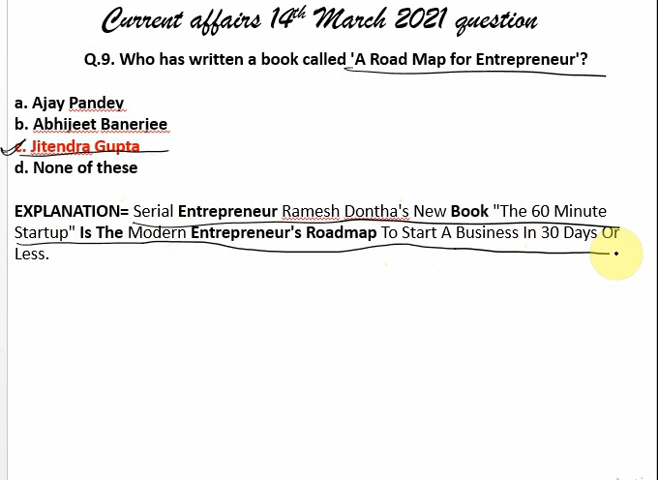 Current affairs 14th March 2021 question
Q.9. Who has written a book called 'A Road Map for Entrepreneur'?
a. Ajay Pandey
b. Abhijeet Banerjee
c. Jitendra Gupta
d. None of these
EXPLANATION= Serial Entrepreneur Ramesh Dontha's New Book "The 60 Minute
Startup" Is The Modern Entrepreneur's Roadmap To Start A Business In 30 Days Or
Less.